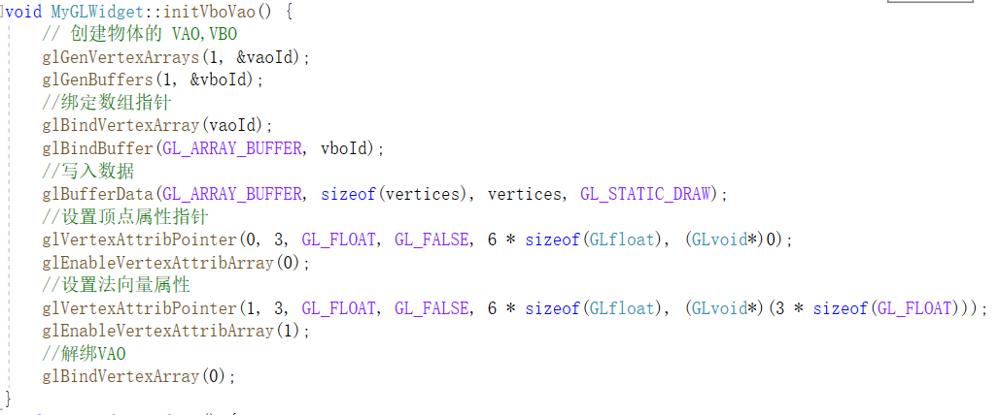 void MyGLWidget::initVboVao() {
    // 创建物体的 VAO,VBO
    glGenVertexArrays(1, &vaoId);
    glGenBuffers(1, &vboId);
    //绑定数组指针
    glBindVertexArray(vaoId);
    glBindBuffer(GL_ARRAY_BUFFER, vboId);
    //写入数据
    glBufferData(GL_ARRAY_BUFFER, sizeof(vertices), vertices, GL_STATIC_DRAW);
    //设置顶点属性指针
    glVertexAttribPointer(0, 3, GL_FLOAT, GL_FALSE, 6 * sizeof(GLfloat), (GLvoid*)0);
    glEnableVertexAttribArray(0);
    //设置法向量属性
    glVertexAttribPointer(1, 3, GL_FLOAT, GL_FALSE, 6 * sizeof(GLfloat), (GLvoid*)(3 * sizeof(GL_FLOAT)));
    glEnableVertexAttribArray(1);
    //解绑VAO
    glBindVertexArray(0);
}